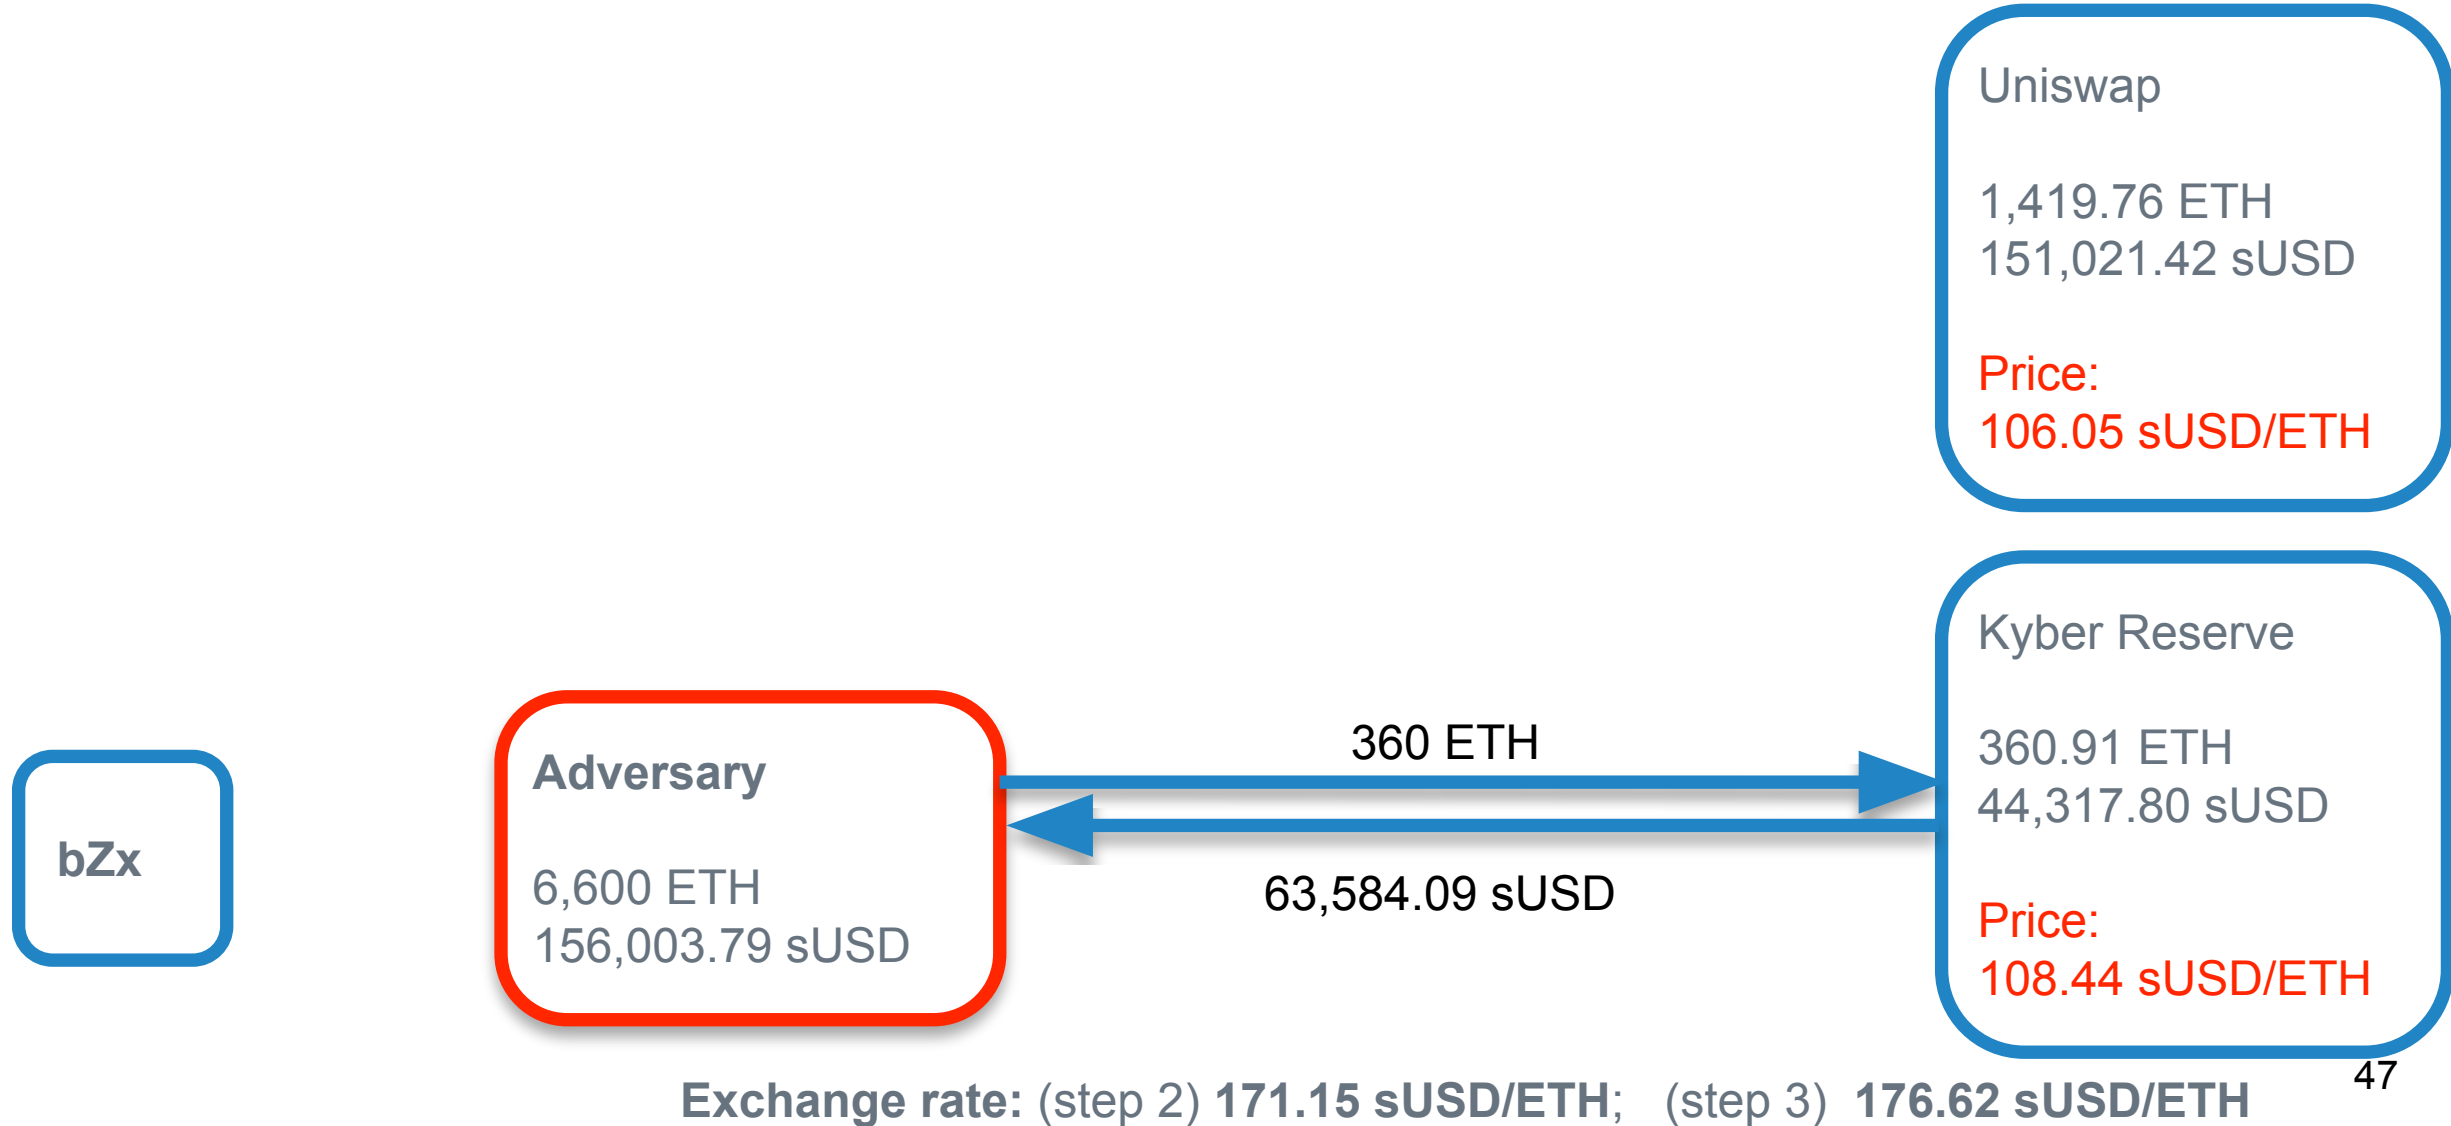 Uniswap
1,419.76 ETH
151,021.42 sUSD
Price:
106.05 sUSD/ETH
bZx
Adversary
6,600 ETH
156,003.79 sUSD
360 ETH
63,584.09 sUSD
Kyber Reserve
360.91 ETH
44,317.80 sUSD
Price:
108.44 sUSD/ETH
Exchange rate: (step 2) 171.15 sUSD/ETH; (step 3) 176.62 sUSD/ETH
47